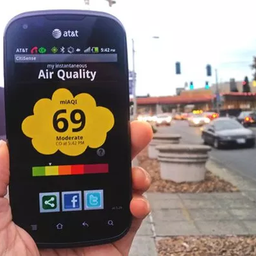 at&t
AT&T
5:42 PM
CitiSense
my instantaneous
Air Quality
miAQI
69
Moderate
CO at 5:42 PM